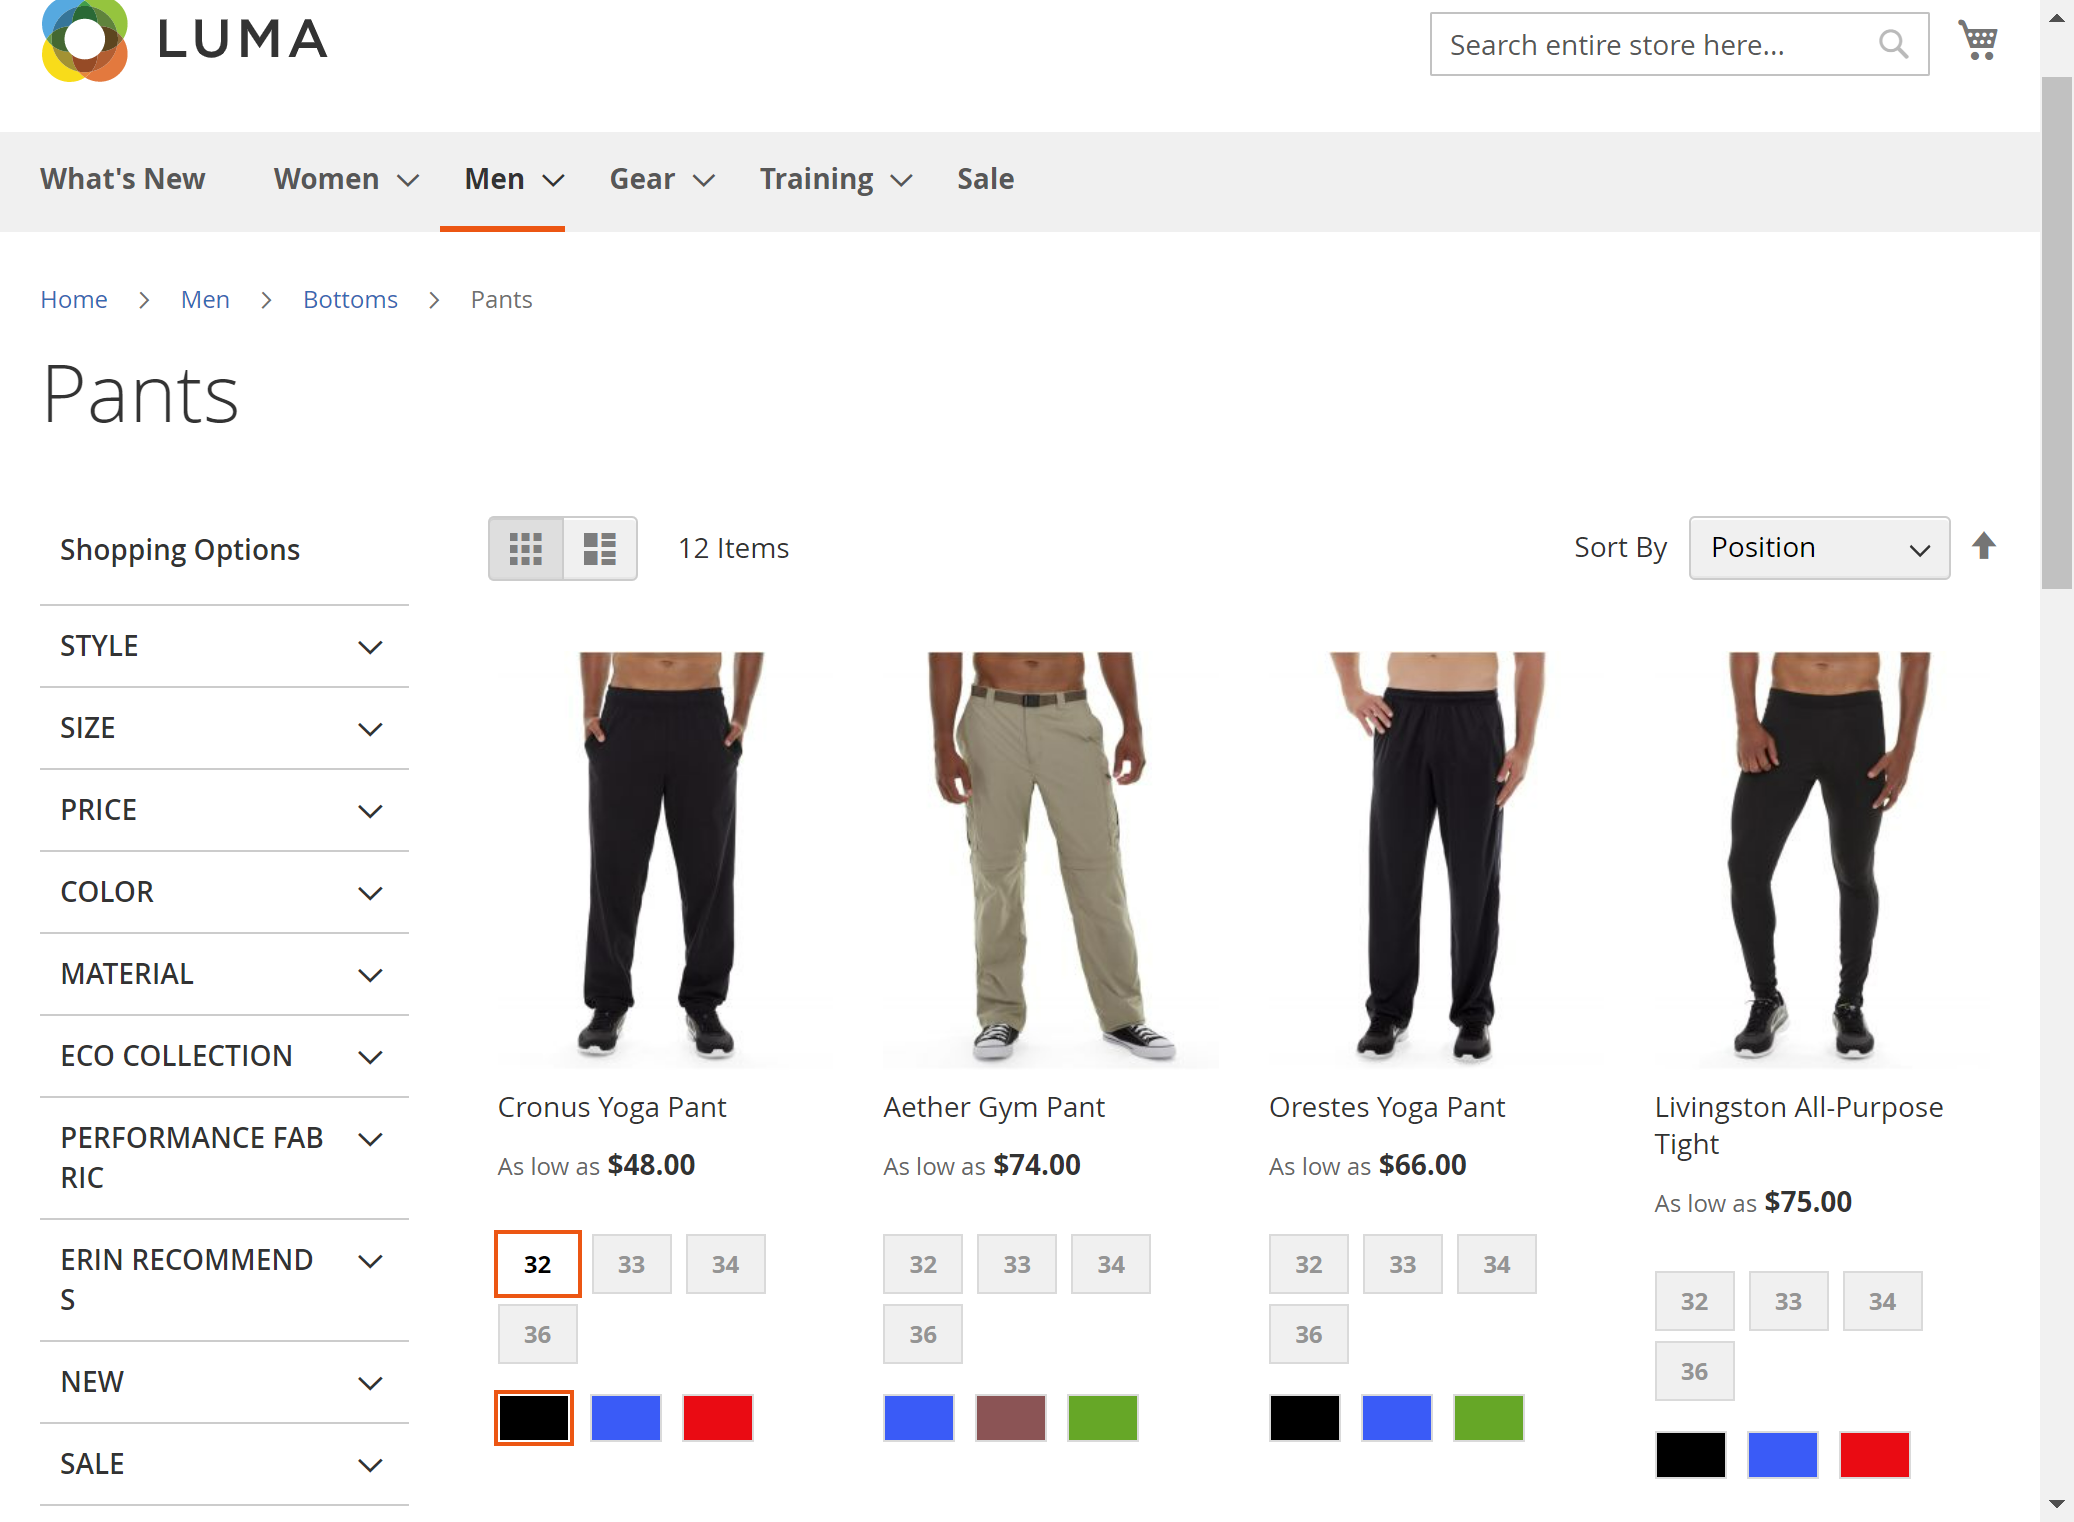 LUMA
Search entire store here...
What's New Women Men Gear Training Sale
Home Men Bottoms Pants
Pants
Shopping Options
STYLE
SIZE
PRICE
COLOR
MATERIAL
ECO COLLECTION
PERFORMANCE FAB
RIC
ERIN RECOMMEND
S
NEW
SALE
12 Items
Sort By Position
Cronus Yoga Pant
As low as $48.00
32 33 34
36
Aether Gym Pant
As low as $74.00
32 33 34
36
Orestes Yoga Pant
As low as $66.00
32 33 34
36
Livingston All-Purpose
Tight
As low as $75.00
32 33 34
36